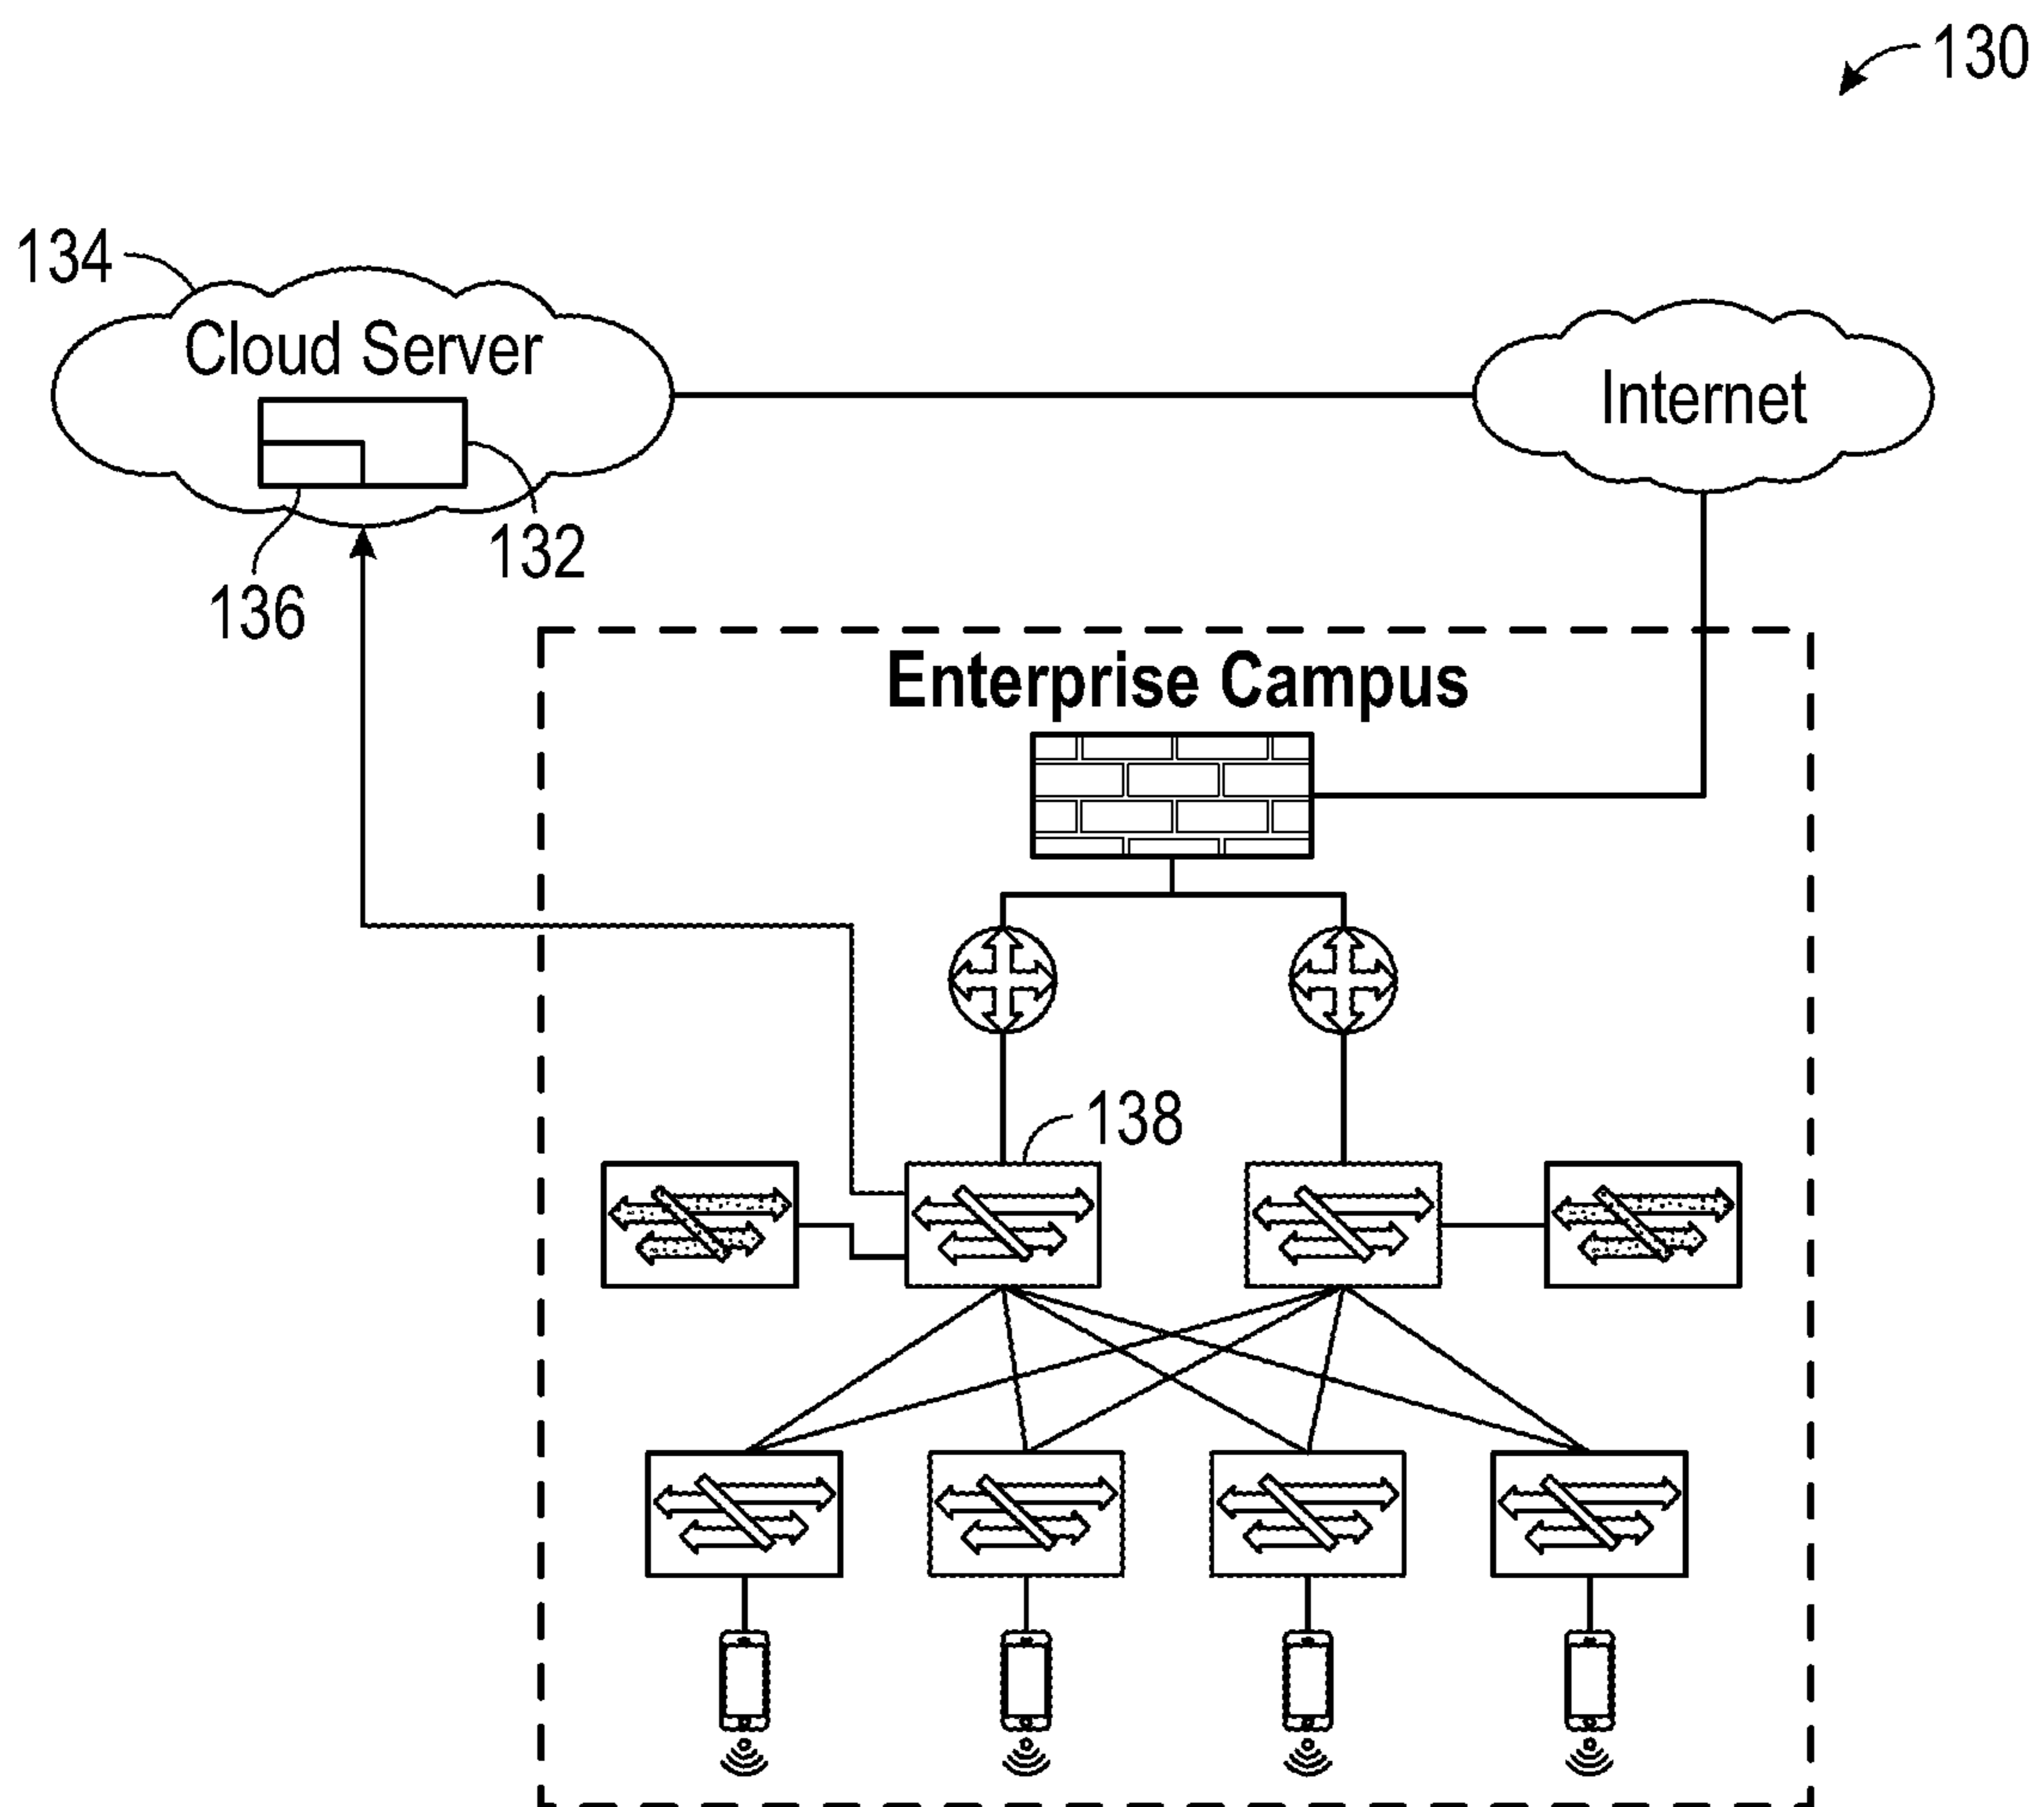 130
134
Cloud Server
Internet
132
136
Enterprise Campus
138